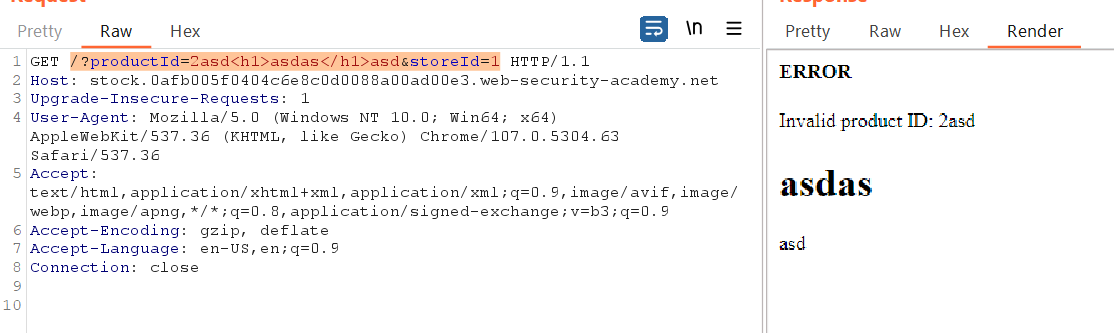 Request
Response
Pretty Raw Hex
\n
Pretty Raw Hex Render
1 GET /?productId=2asd<h1>asdas</h1>asd&storeId=1 HTTP/1.1
2 Host: stock.0afb005f0404c6e8c0d0088a00ad00e3.web-security-academy.net
3 Upgrade-Insecure-Requests: 1
4 User-Agent: Mozilla/5.0 (Windows NT 10.0; Win64; x64)
AppleWebKit/537.36 (KHTML, like Gecko) Chrome/107.0.5304.63
Safari/537.36
5 Accept:
text/html,application/xhtml+xml,application/xml;q=0.9,image/avif,image/
webp,image/apng,*/*;q=0.8,application/signed-exchange;v=b3;q=0.9
6 Accept-Encoding: gzip, deflate
7 Accept-Language: en-US,en;q=0.9
8 Connection: close
9
10
ERROR
Invalid product ID: 2asd
asdas
asd